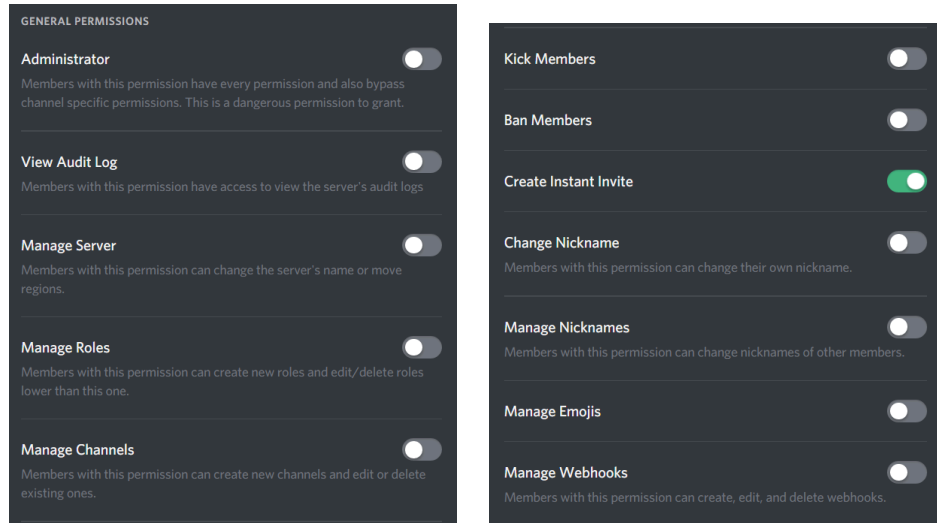 GENERAL PERMISSIONS
Administrator
Members with this permission have every permission and also bypass
channel specific permissions. This is a dangerous permission to grant.
View Audit Log
Members with this permission have access to view the server's audit logs
Manage Server
Members with this permission can change the server's name or move
regions.
Manage Roles
Members with this permission can create new roles and edit/delete roles
lower than this one.
Manage Channels
Members with this permission can create new channels and edit or delete
existing ones.
Kick Members
Ban Members
Create Instant Invite
Change Nickname
Members with this permission can change their own nickname.
Manage Nicknames
Members with this permission can change nicknames of other members.
Manage Emojis
Manage Webhooks
Members with this permission can create, edit, and delete webhooks.